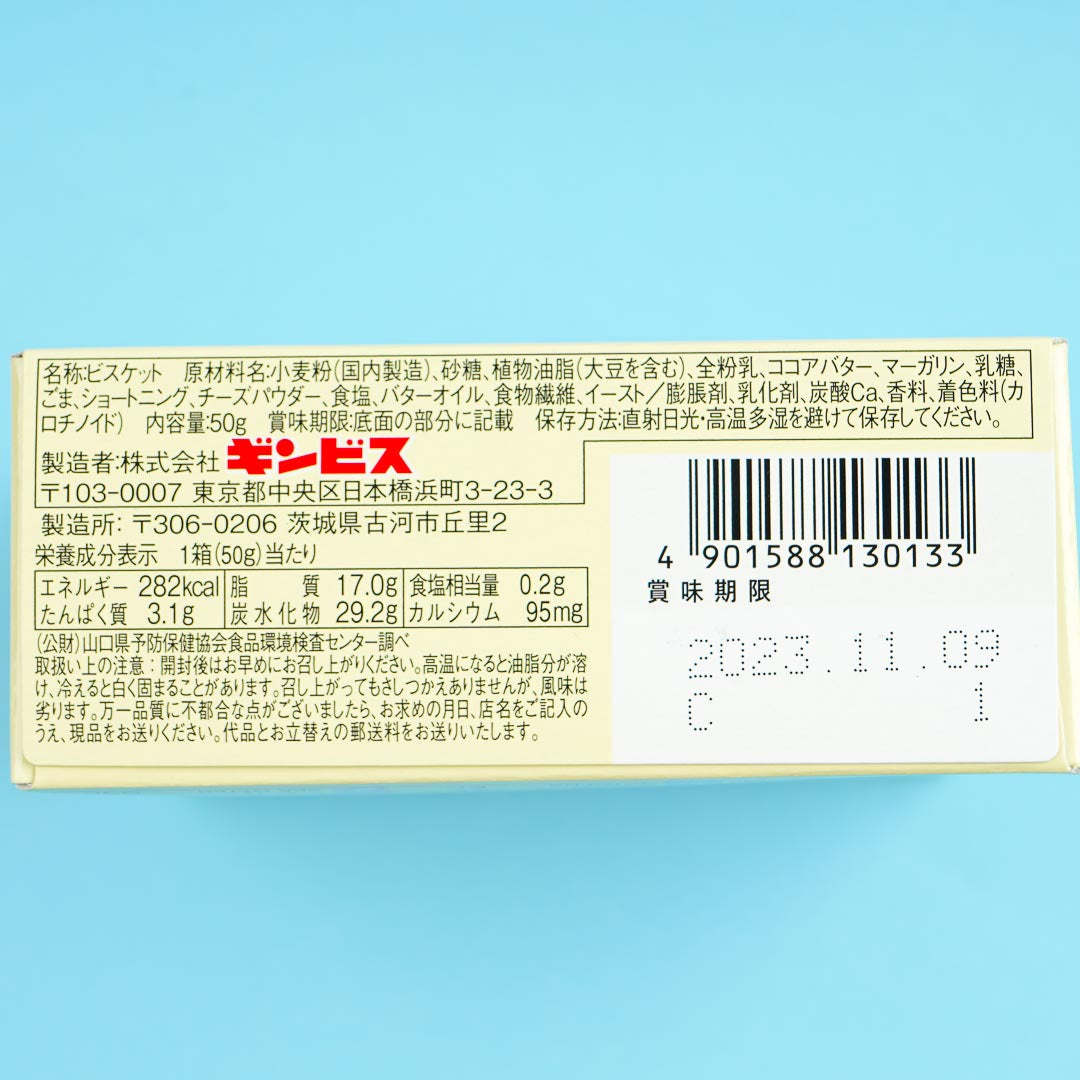 名称:ビスケット　原材料名:小麦粉(国内製造)、砂糖、植物油脂(大豆を含む)、全粉乳、ココアバター、マーガリン、乳糖、
ごま、ショートニング、チーズパウダー、食塩、バターオイル、食物繊維、イースト／膨脹剤、乳化剤、炭酸Ca、香料、着色料(カ
ロチノイド)　内容量:50g　賞味期限:底面の部分に記載　保存方法:直射日光・高温多湿を避けて保存してください。
製造者:株式会社 ギンビス
〒103-0007 東京都中央区日本橋浜町3-23-3
製造所: 〒306-0206 茨城県古河市丘里2
栄養成分表示　1箱(50g)当たり
エネルギー 282kcal 脂質 17.0g 食塩相当量 0.2g
たんぱく質 3.1g 炭水化物 29.2g カルシウム 95mg
(公財)山口県予防保健協会食品環境検査センター調べ
取扱い上の注意：開封後はお早めにお召し上がりください。高温になると油脂分が溶
け、冷えると白く固まることがあります。召し上がってもさしつかえありませんが、風味は
劣ります。万一品質に不都合な点がございましたら、お求めの月日、店名をご記入の
うえ、現品をお送りください。代品とお立替えの郵送料をお送りいたします。
4 901588 130133
賞味期限
2023.11.09
C 1